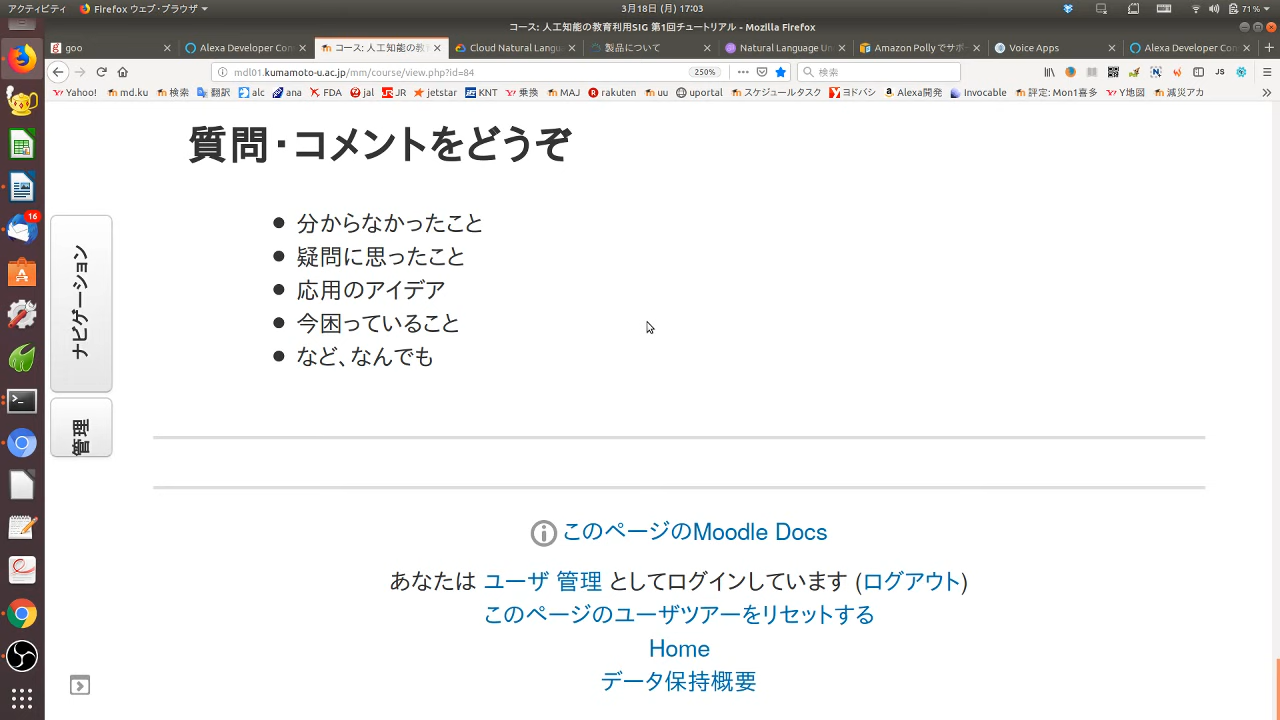 アクティビティ Firefox ウェブ・ブラウザ 3月18日 (月) 17:03 71%
コース: 人工知能の教育利用SIG 第1回チュートリアル - Mozilla Firefox
goo Alexa Developer Con コース: 人工知能の教 Cloud Natural Langu 製品について Natural Language Un Amazon Polly でサポー Voice Apps Alexa Developer Con
mdl01.kumamoto-u.ac.jp/mm/course/view.php?id=84 250% 検索
Yahoo! md.ku 検索 翻訳 alc ana FDA jal JR jetstar KNT 乗換 MAJ rakuten uu uportal スケジュールタスク ヨドバシ Alexa開発 Invocable 評定: Mon1喜多 Y地図 減災アカ
質問・コメントをどうぞ
分からなかったこと
疑問に思ったこと
応用のアイデア
今困っていること
など、なんでも
ナビゲーション
管理
16
このページのMoodle Docs
あなたは ユーザ 管理 としてログインしています (ログアウト)
このページのユーザツアーをリセットする
Home
データ保持概要